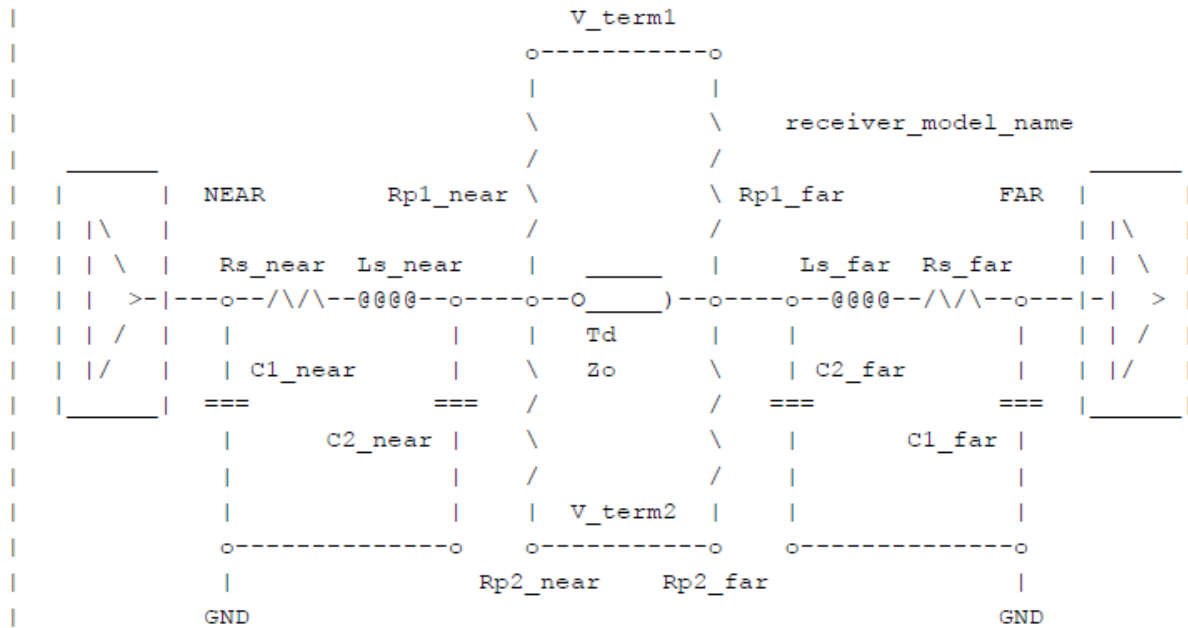 V_term1
receiver_model_name
NEAR Rp1_near Rp1_far FAR
Rs_near Ls_near Ls_far Rs_far
Td
C1_near Zo C2_far
C2_near C1_far
V_term2
Rp2_near Rp2_far
GND GND